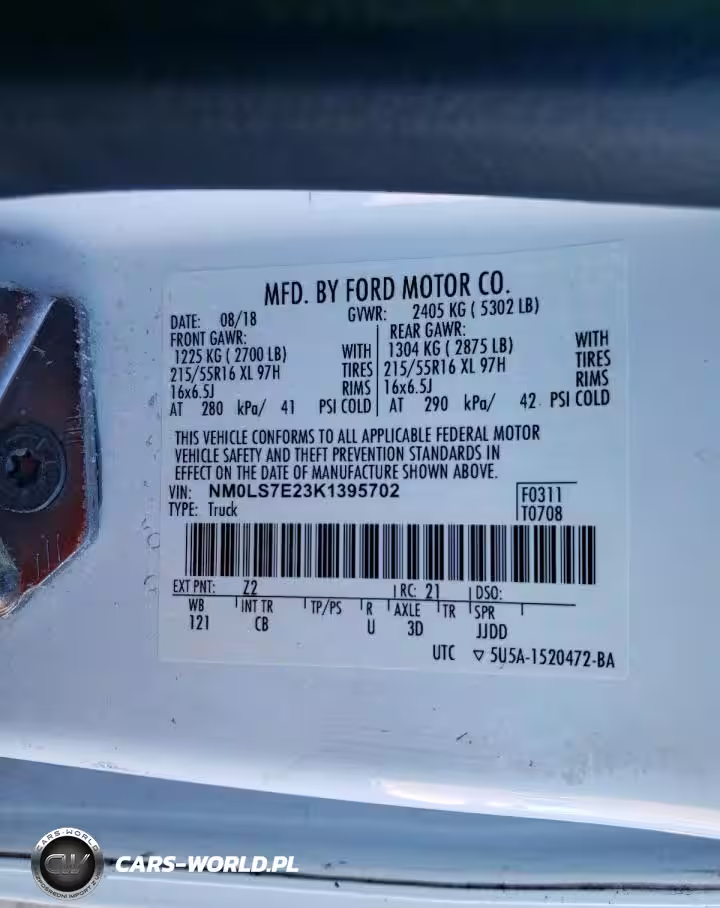 MFD. BY FORD MOTOR CO.
DATE: 08/18 GVWR: 2405 KG ( 5302 LB)
FRONT GAWR: REAR GAWR:
1225 KG ( 2700 LB) WITH 1304 KG ( 2875 LB) WITH
215/55R16 XL 97H TIRES 215/55R16 XL 97H TIRES
16x6.5J RIMS 16x6.5J RIMS
AT 280 kPa/ 41 PSI COLD AT 290 kPa/ 42 PSI COLD
THIS VEHICLE CONFORMS TO ALL APPLICABLE FEDERAL MOTOR
VEHICLE SAFETY AND THEFT PREVENTION STANDARDS IN
EFFECT ON THE DATE OF MANUFACTURE SHOWN ABOVE.
VIN: NM0LS7E23K1395702 F0311
TYPE: Truck T0708
EXT PNT: Z2 RC: 21 DSO:
WB INT TR TP/PS R AXLE TR SPR
121 CB U 3D JJDD
UTC ▽ 5U5A-1520472-BA
CARS-WORLD
CW
CARS-WORLD.PL